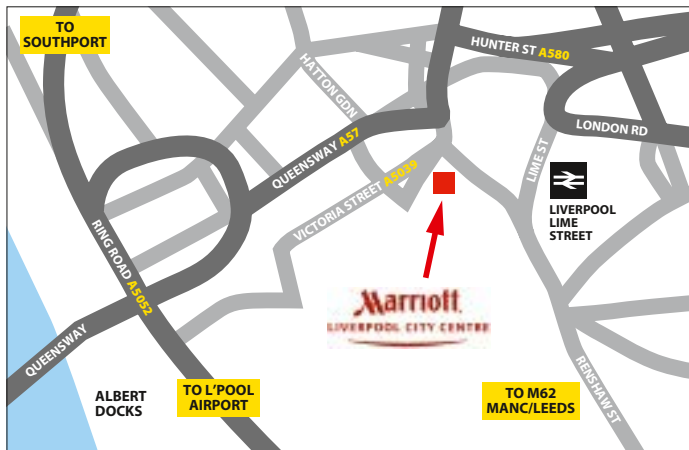 TO
SOUTHPORT
HUNTER ST A580
HATTON GDN
LONDON RD
QUEENSWAY A57
LIME ST
VICTORIA STREET A5039
LIVERPOOL
LIME
STREET
RING ROAD A5052
Marriott
LIVERPOOL CITY CENTRE
QUEENSWAY
RENSHAW ST
ALBERT
DOCKS
TO L'POOL
AIRPORT
TO M62
MANC/LEEDS